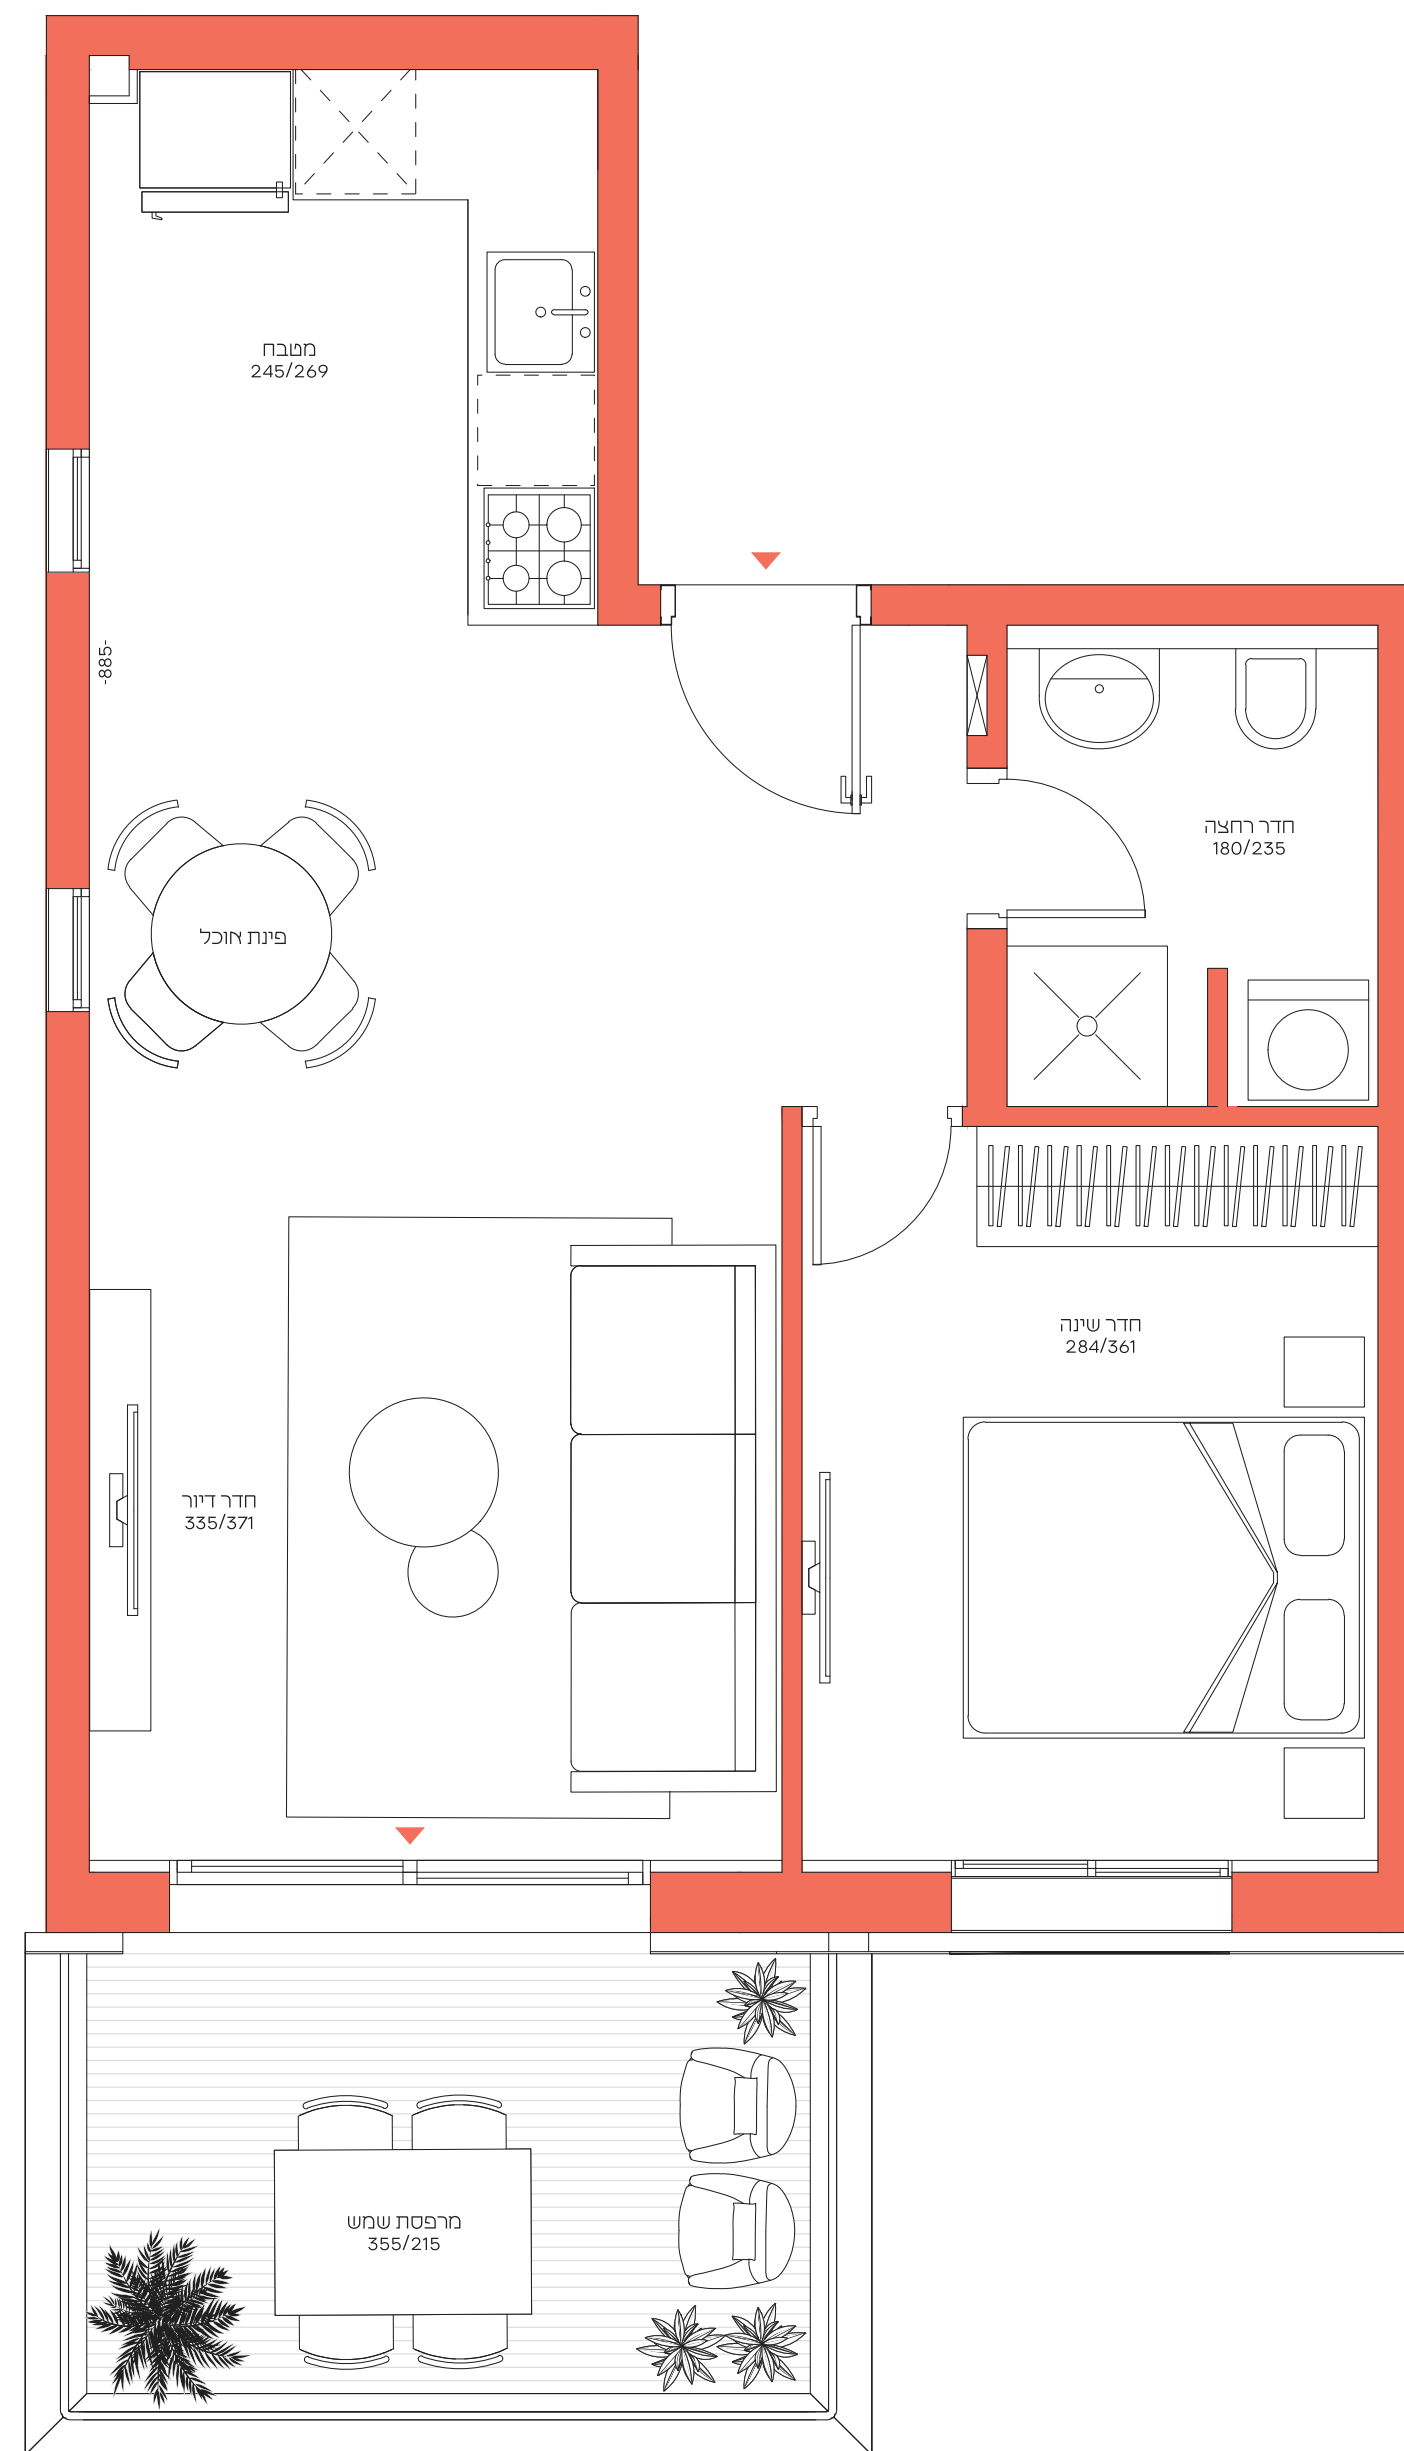 מטבח
245/269
-885-
חדר רחצה
180/235
פינת אוכל
חדר שינה
284/361
חדר דיור
335/371
מרפסת שמש
355/215